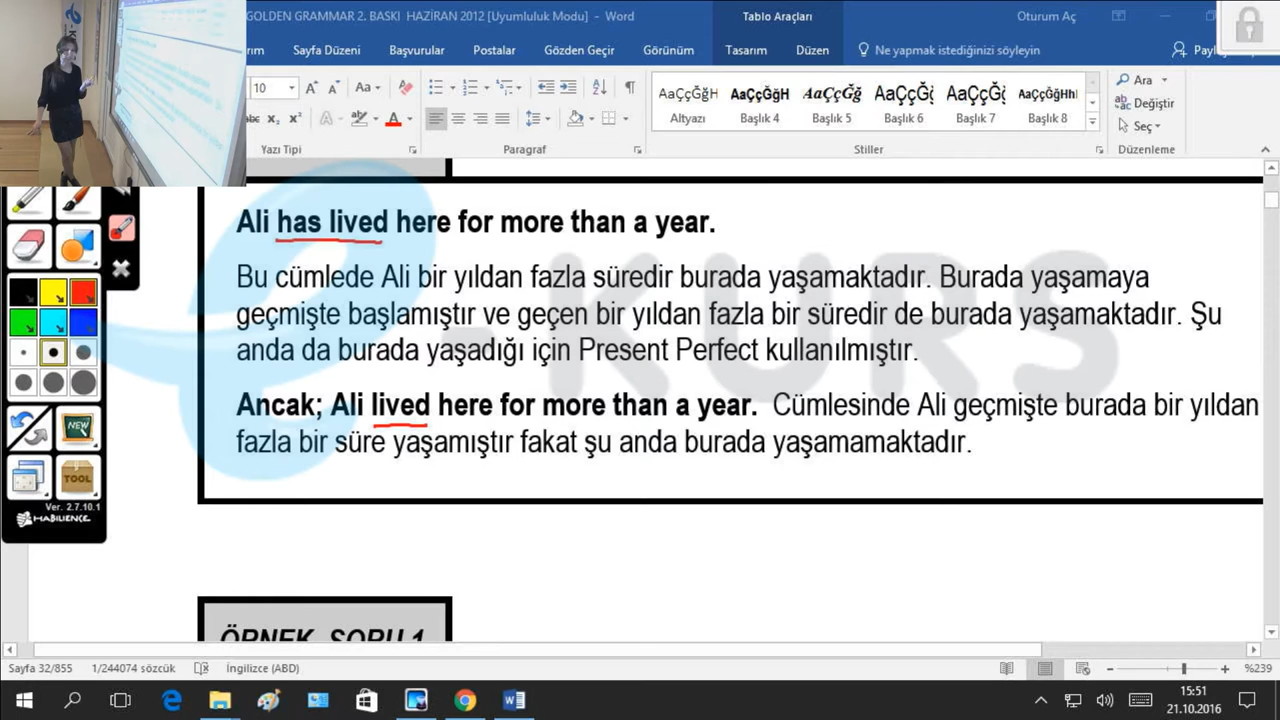 GOLDEN GRAMMAR 2. BASKI HAZİRAN 2012 [Uyumluluk Modu] - Word
Tablo Araçları
Oturum Aç
rım Sayfa Düzeni Başvurular Postalar Gözden Geçir Görünüm Tasarım Düzen Ne yapmak istediğinizi söyleyin
10 Aa
AaÇçĞğH AaÇçĞğH AaÇçĞğ AaÇçĞç AaÇçĞç AaÇçĞğHhI
Altyazı Başlık 4 Başlık 5 Başlık 6 Başlık 7 Başlık 8
Ara
Değiştir
Seç
Yazı Tipi Paragraf Stiller Düzenleme
Ali has lived here for more than a year.
Bu cümlede Ali bir yıldan fazla süredir burada yaşamaktadır. Burada yaşamaya
geçmişte başlamıştır ve geçen bir yıldan fazla bir süredir de burada yaşamaktadır. Şu
anda da burada yaşadığı için Present Perfect kullanılmıştır.
Ancak; Ali lived here for more than a year. Cümlesinde Ali geçmişte burada bir yıldan
fazla bir süre yaşamıştır fakat şu anda burada yaşamamaktadır.
e-KURS
NEW
TOOL
Ver. 2.7.10.1
HABILIENCE
ÖRNEK SORU 1
Sayfa 32/855 1/244074 sözcük İngilizce (ABD) %239
15:51
21.10.2016